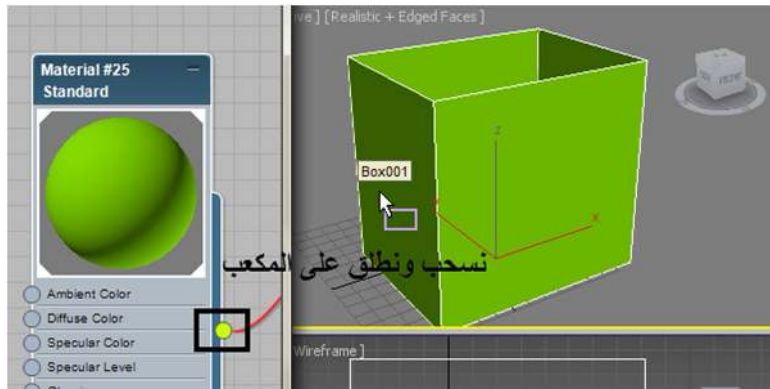 ive ] [Realistic + Edged Faces ]
Material #25
Standard
z
Box001
x
نسحب ونطلق على المكعب
Ambient Color
Diffuse Color
Specular Color
Specular Level
Wireframe ]